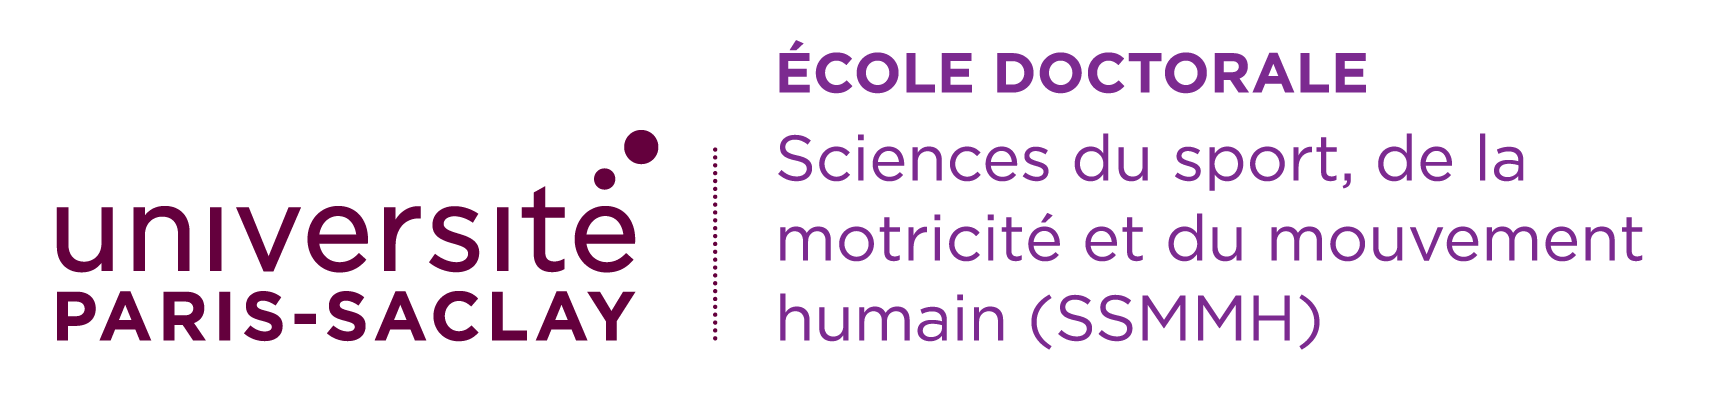 université
PARIS-SACLAY
ÉCOLE DOCTORALE
Sciences du sport, de la
motricité et du mouvement
humain (SSMMH)